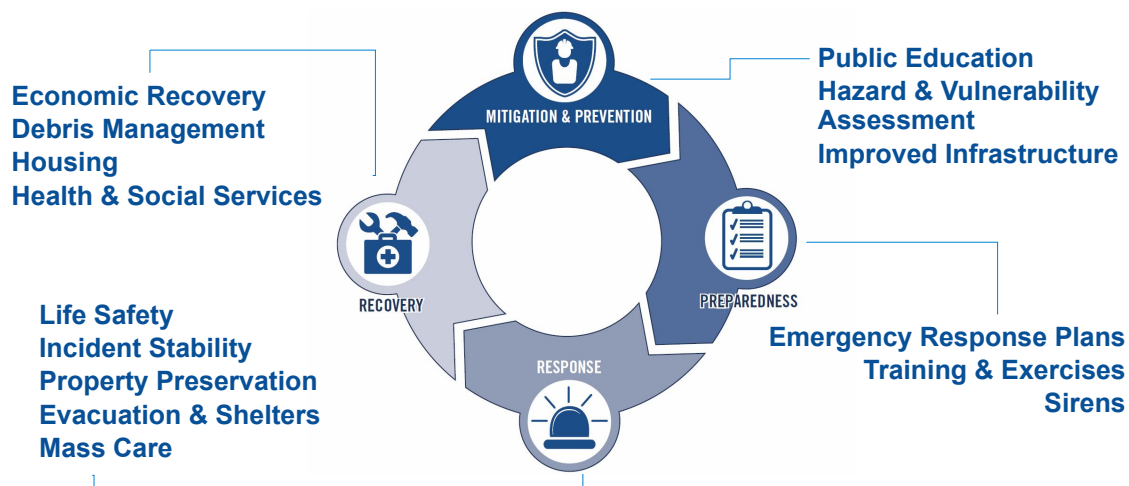 MITIGATION & PREVENTION
Public Education
Hazard & Vulnerability
Assessment
Improved Infrastructure
PREPAREDNESS
Emergency Response Plans
Training & Exercises
Sirens
RESPONSE
Life Safety
Incident Stability
Property Preservation
Evacuation & Shelters
Mass Care
RECOVERY
Economic Recovery
Debris Management
Housing
Health & Social Services